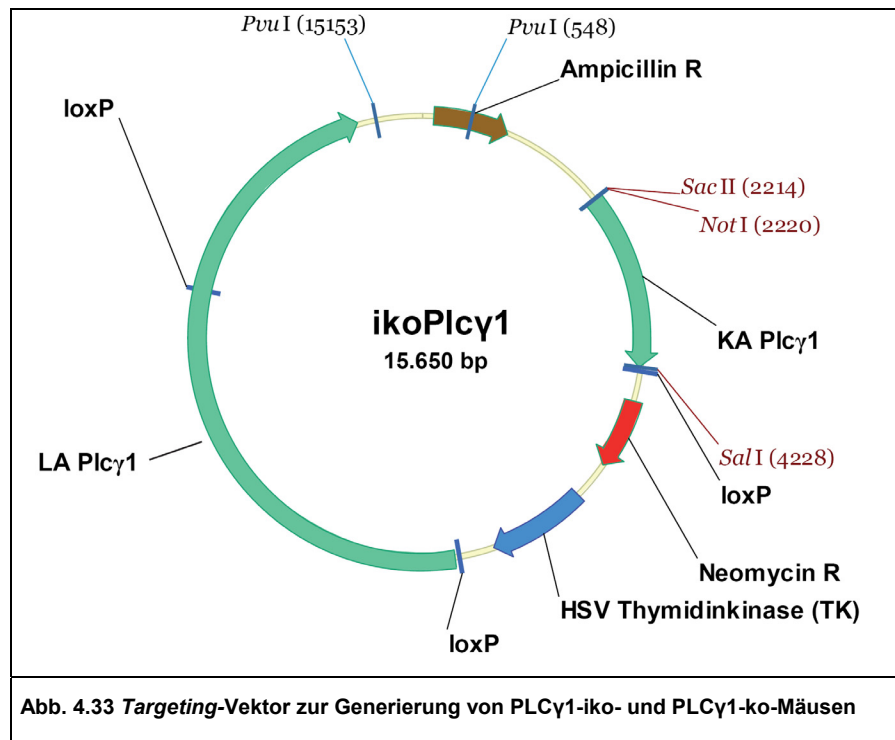 PvuI (15153)
PvuI (548)
Ampicillin R
loxP
SacII (2214)
NotI (2220)
ikoPlcγ1
15.650 bp
KA Plcγ1
LA Plcγ1
SalI (4228)
loxP
Neomycin R
HSV Thymidinkinase (TK)
loxP
Abb. 4.33 Targeting-Vektor zur Generierung von PLCγ1-iko- und PLCγ1-ko-Mäusen